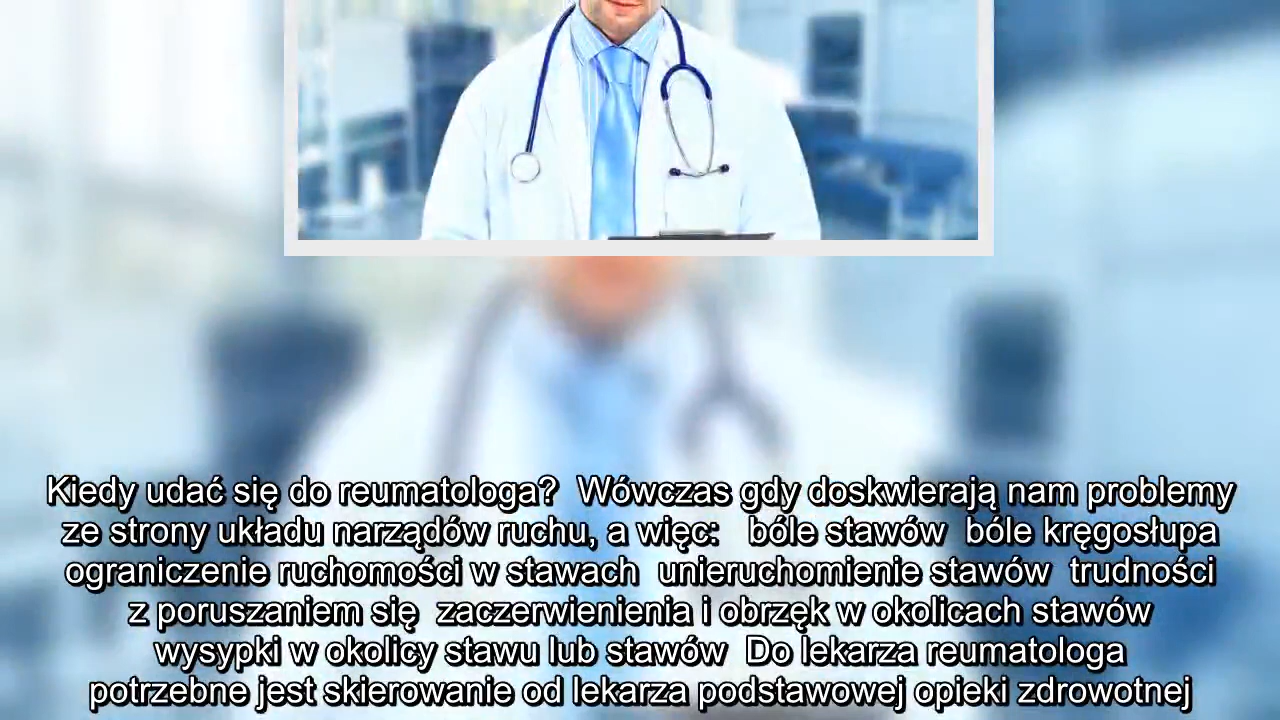 Kiedy udać się do reumatologa?  Wówczas gdy doskwierają nam problemy
ze strony układu narządów ruchu, a więc:   bóle stawów  bóle kręgosłupa
ograniczenie ruchomości w stawach  unieruchomienie stawów  trudności
z poruszaniem się  zaczerwienienia i obrzęk w okolicach stawów
wysypki w okolicy stawu lub stawów  Do lekarza reumatologa
potrzebne jest skierowanie od lekarza podstawowej opieki zdrowotnej